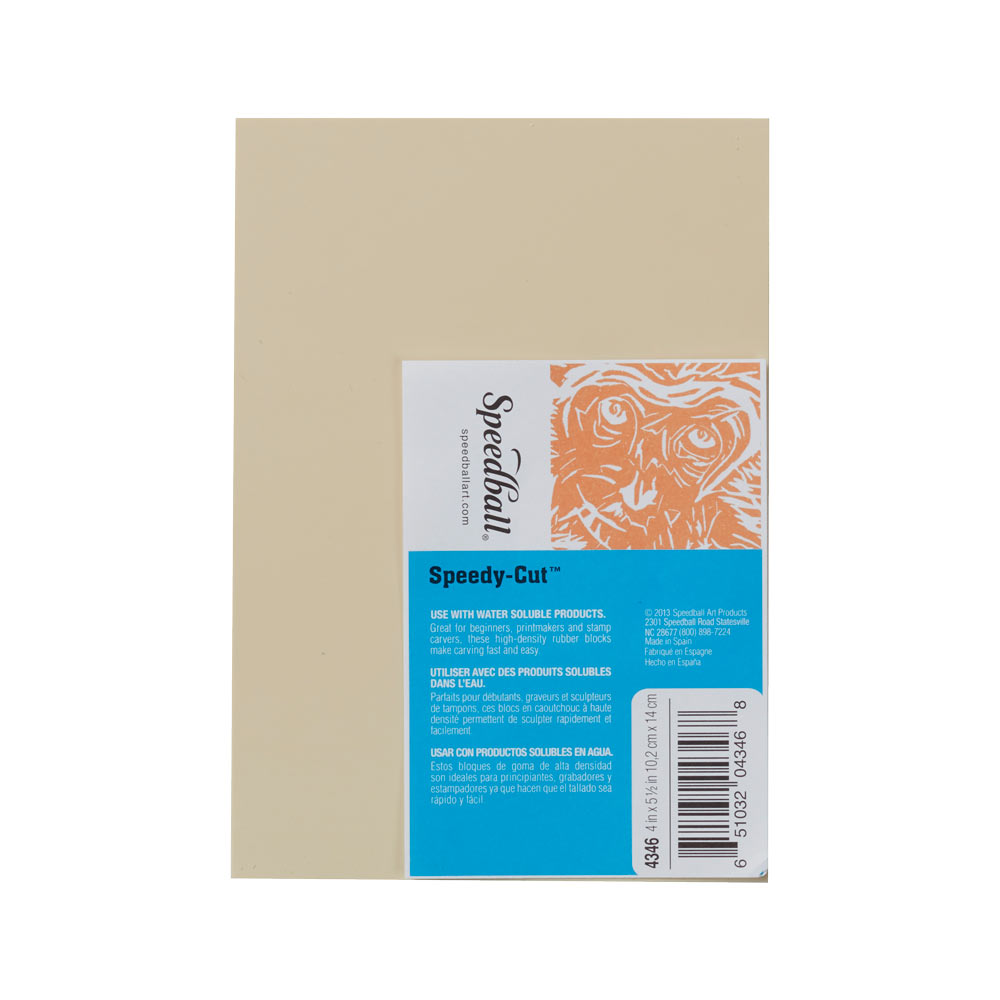 Speedball®
speedballart.com
Speedy-Cut™
USE WITH WATER SOLUBLE PRODUCTS.
Great for beginners, printmakers and stamp
carvers, these high-density rubber blocks
make carving fast and easy.
UTILISER AVEC DES PRODUITS SOLUBLES
DANS L'EAU.
Parfaits pour débutants, graveurs et sculpteurs
de tampons, ces blocs en caoutchouc à haute
densité permettent de sculpter rapidement et
facilement.
USAR CON PRODUCTOS SOLUBLES EN AGUA.
Estos bloques de goma de alta densidad
son ideales para principiantes, grabadores y
estampadores ya que hacen que el tallado sea
rápido y fácil.
© 2013 Speedball Art Products
2301 Speedball Road Statesville
NC 28677 (800) 898-7224
Made in Spain
Fabriqué en Espagne
Hecho en España
4346 4 in x 5 ½ in 10,2 cm x 14 cm
6 51032 04346 8